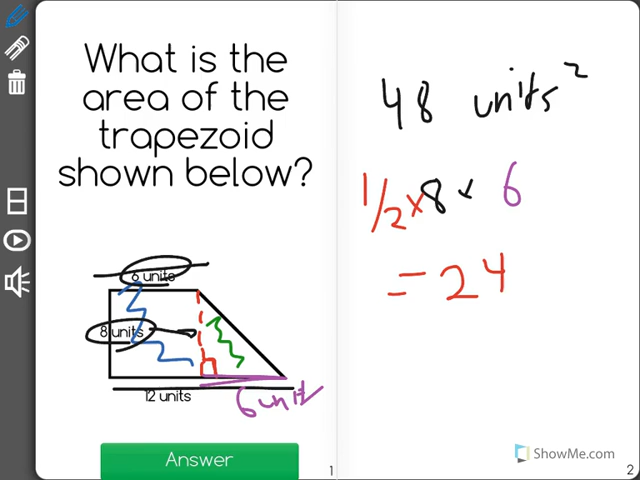 What is the
area of the
trapezoid
shown below?
6 units
8 units
12 units
6 units
Answer
1
48 units²
1/2 × 8 × 6
= 24
ShowMe.com
2